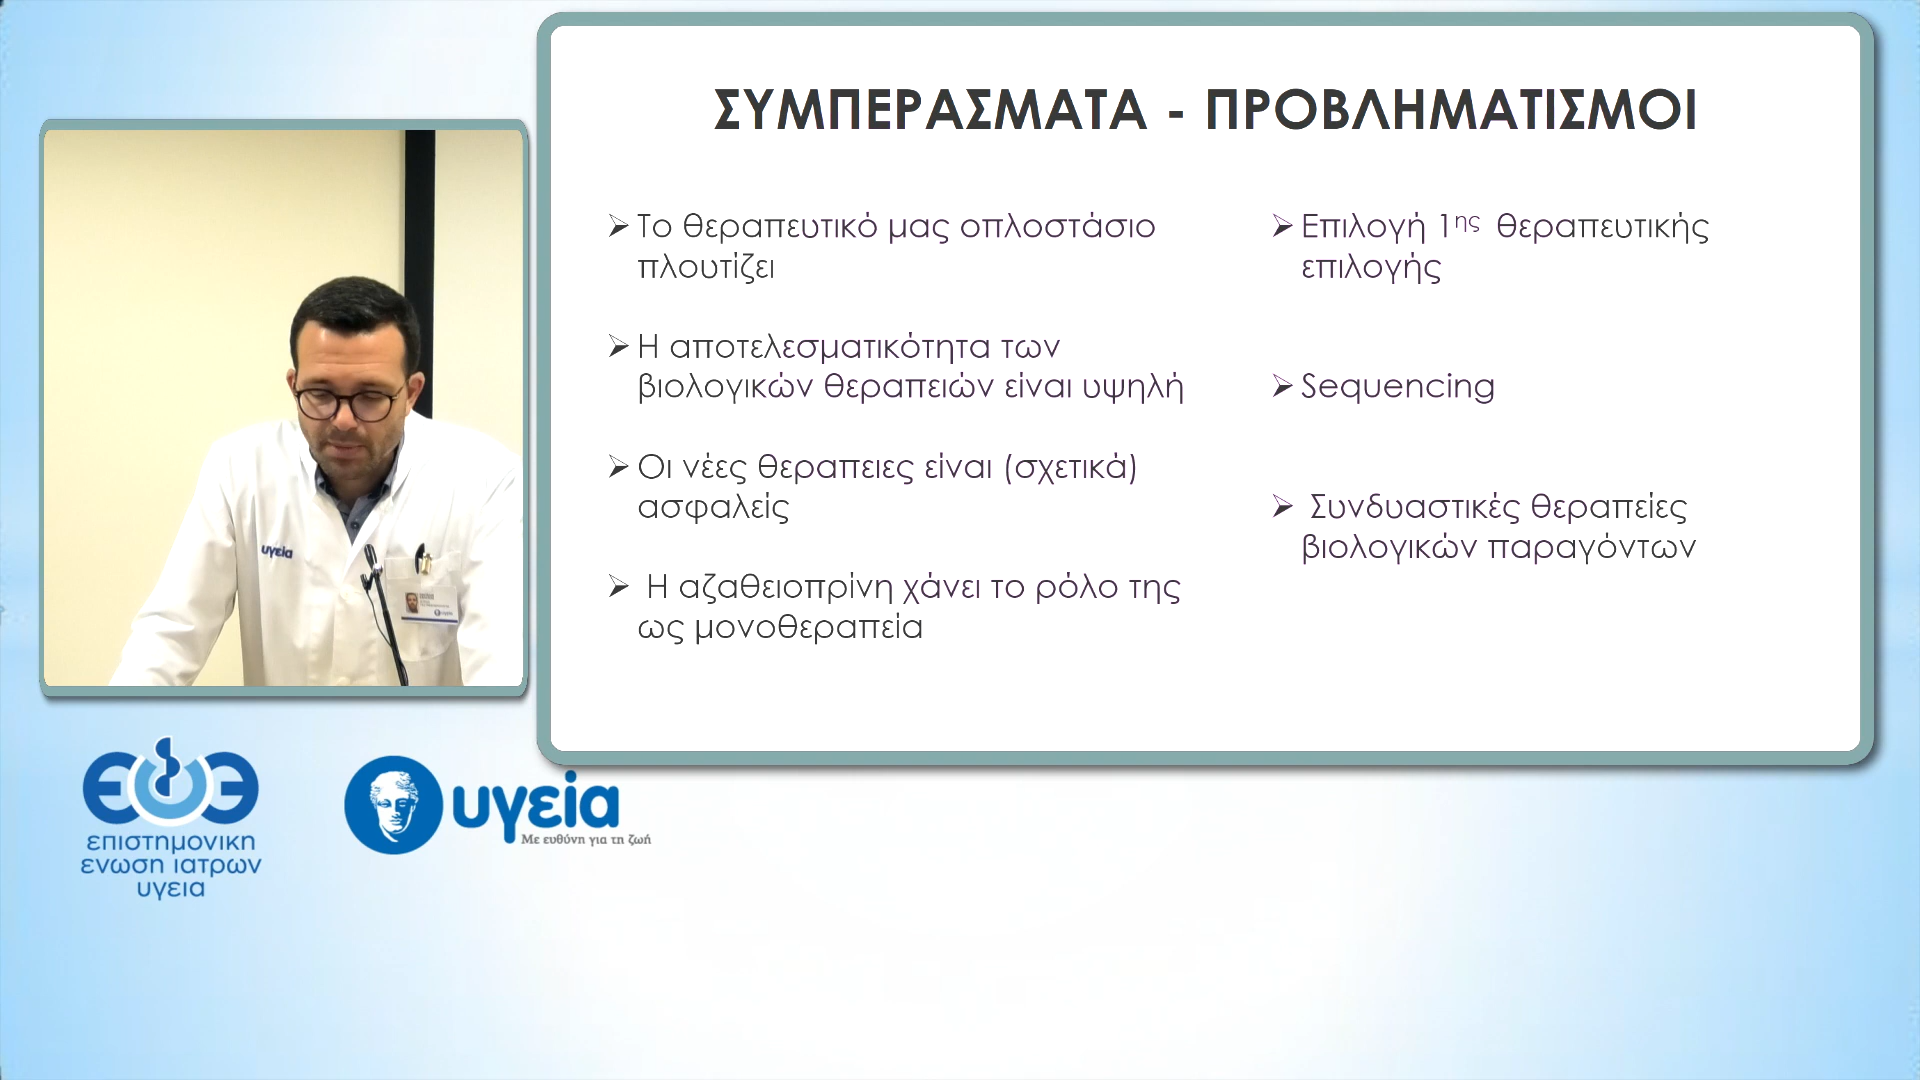 ΣΥΜΠΕΡΑΣΜΑΤΑ - ΠΡΟΒΛΗΜΑΤΙΣΜΟΙ
➢Το θεραπευτικό μας οπλοστάσιο
πλουτίζει
➢Η αποτελεσματικότητα των
βιολογικών θεραπειών είναι υψηλή
➢Οι νέες θεραπειες είναι (σχετικά)
ασφαλείς
➢ Η αζαθειοπρίνη χάνει το ρόλο της
ως μονοθεραπεία
➢Επιλογή 1ης θεραπευτικής
επιλογής
➢Sequencing
➢ Συνδυαστικές θεραπείες
βιολογικών παραγόντων
υγεία
επιστημονικη
ενωση ιατρων
υγεια
υγεία
Με ευθύνη για τη ζωή